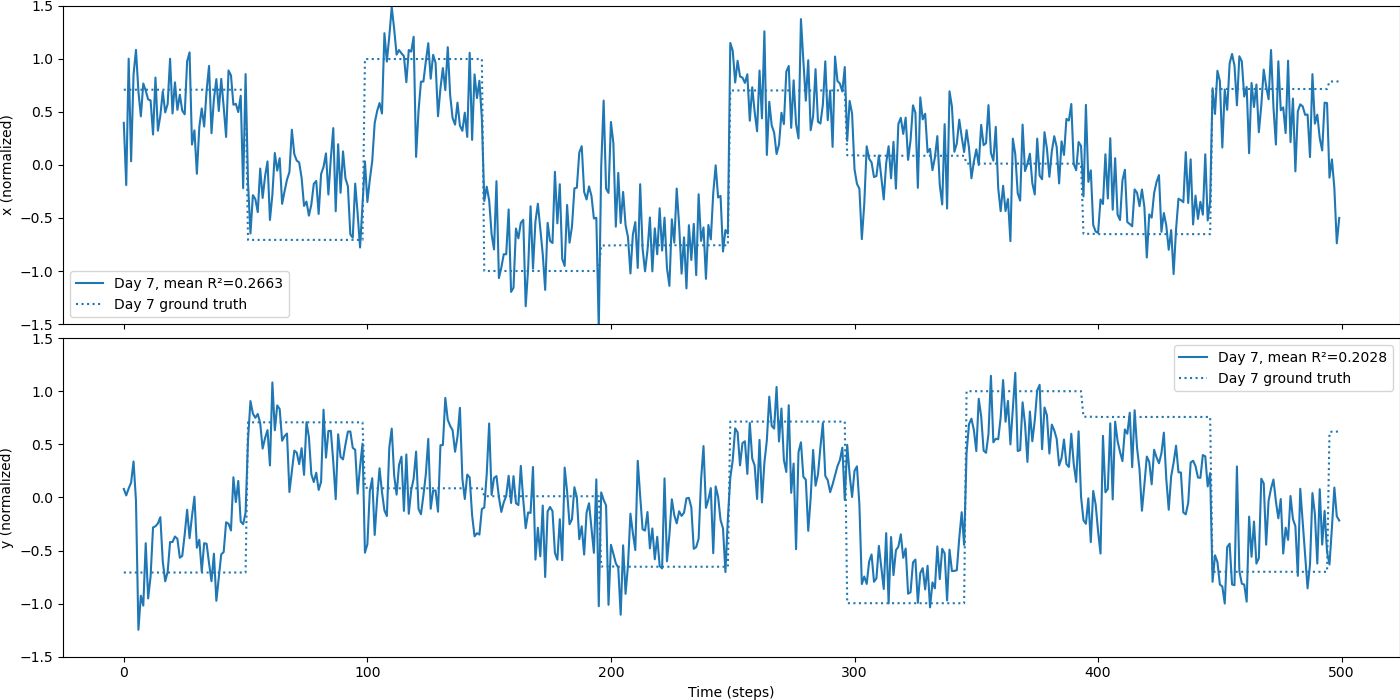 1.5
1.0
0.5
0.0
−0.5
−1.0
−1.5
x (normalized)
Day 7, mean R²=0.2663
Day 7 ground truth
1.5
1.0
0.5
0.0
−0.5
−1.0
−1.5
y (normalized)
Day 7, mean R²=0.2028
Day 7 ground truth
0 100 200 300 400 500
Time (steps)